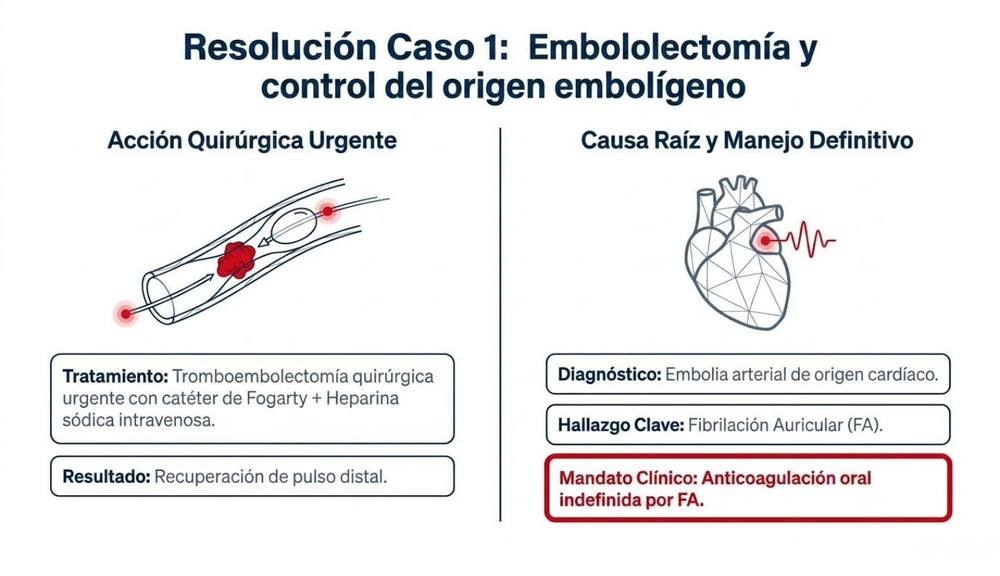 Resolución Caso 1: Embololectomía y
control del origen embolígeno
Acción Quirúrgica Urgente
Tratamiento: Tromboembolectomía quirúrgica
urgente con catéter de Fogarty + Heparina
sódica intravenosa.
Resultado: Recuperación de pulso distal.
Causa Raíz y Manejo Definitivo
Diagnóstico: Embolia arterial de origen cardíaco.
Hallazgo Clave: Fibrilación Auricular (FA).
Mandato Clínico: Anticoagulación oral
indefinida por FA.